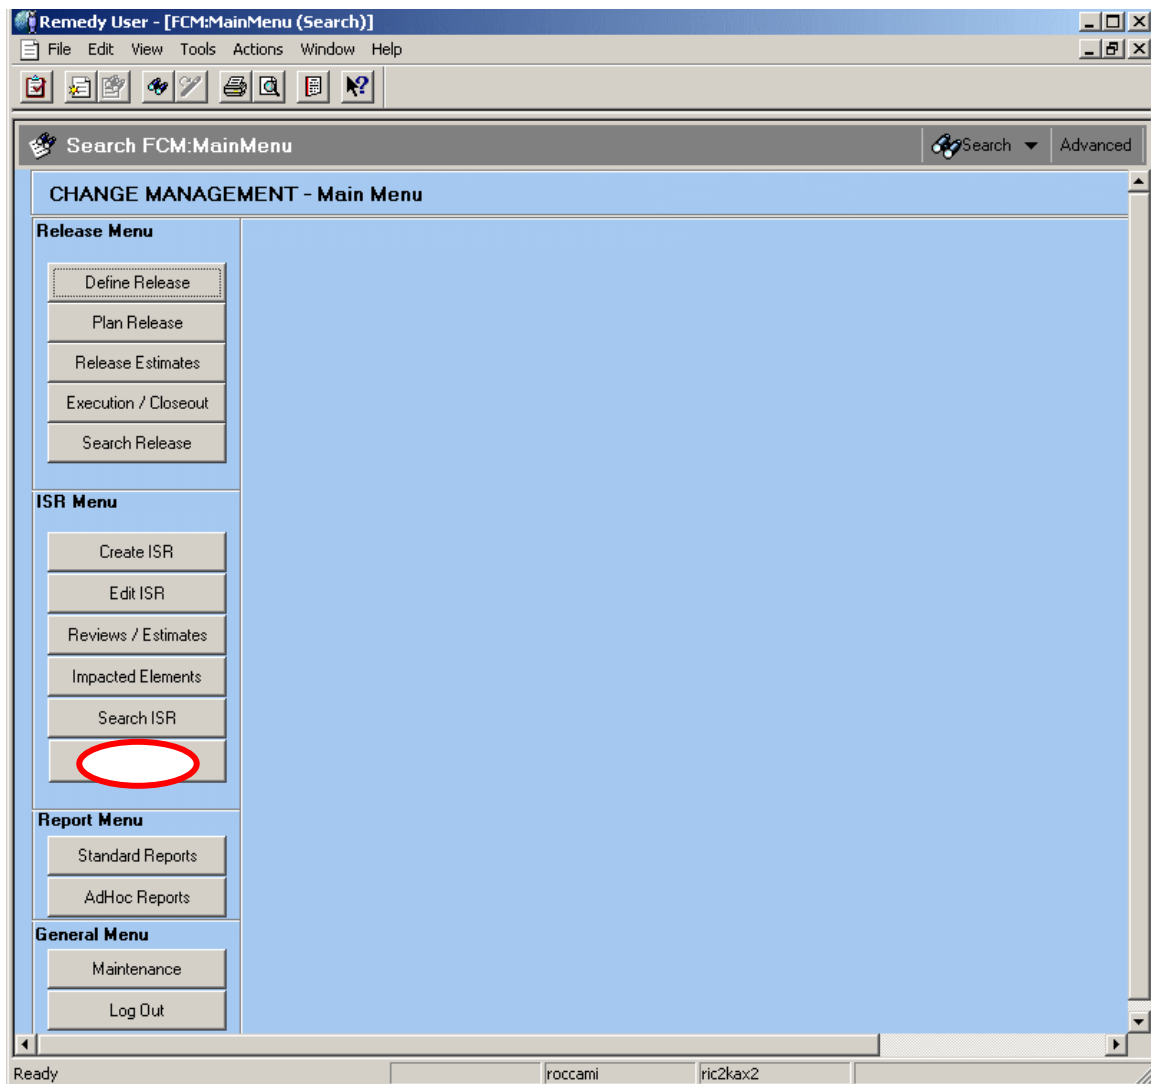 Remedy User - [FCM:MainMenu (Search)]
File Edit View Tools Actions Window Help
Search FCM:MainMenu
Search
Advanced
CHANGE MANAGEMENT - Main Menu
Release Menu
Define Release
Plan Release
Release Estimates
Execution / Closeout
Search Release
ISR Menu
Create ISR
Edit ISR
Reviews / Estimates
Impacted Elements
Search ISR
Report Menu
Standard Reports
AdHoc Reports
General Menu
Maintenance
Log Out
Ready
roccami
ric2kax2